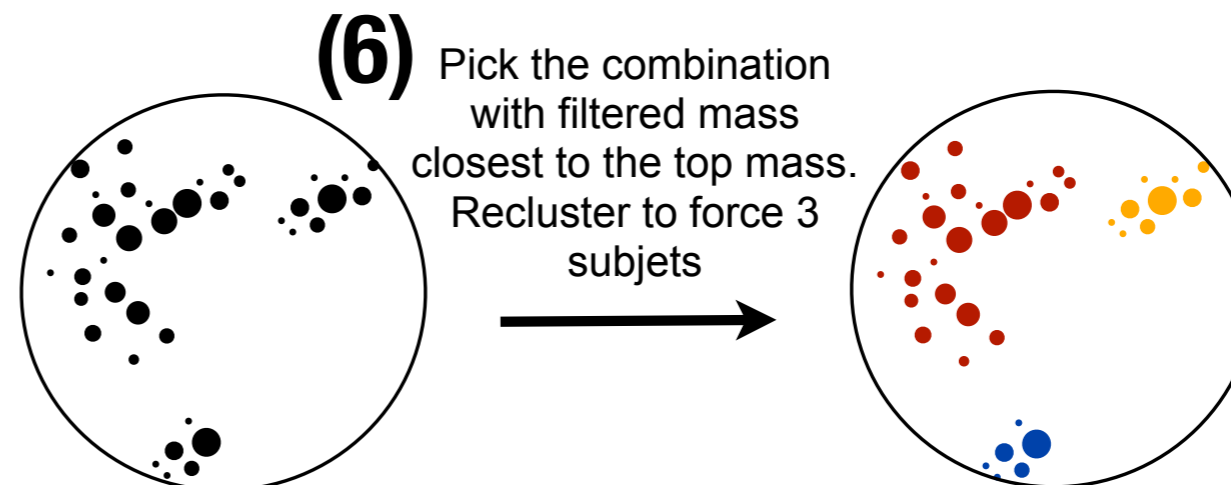 (6) Pick the combination
with filtered mass
closest to the top mass.
Recluster to force 3
subjets